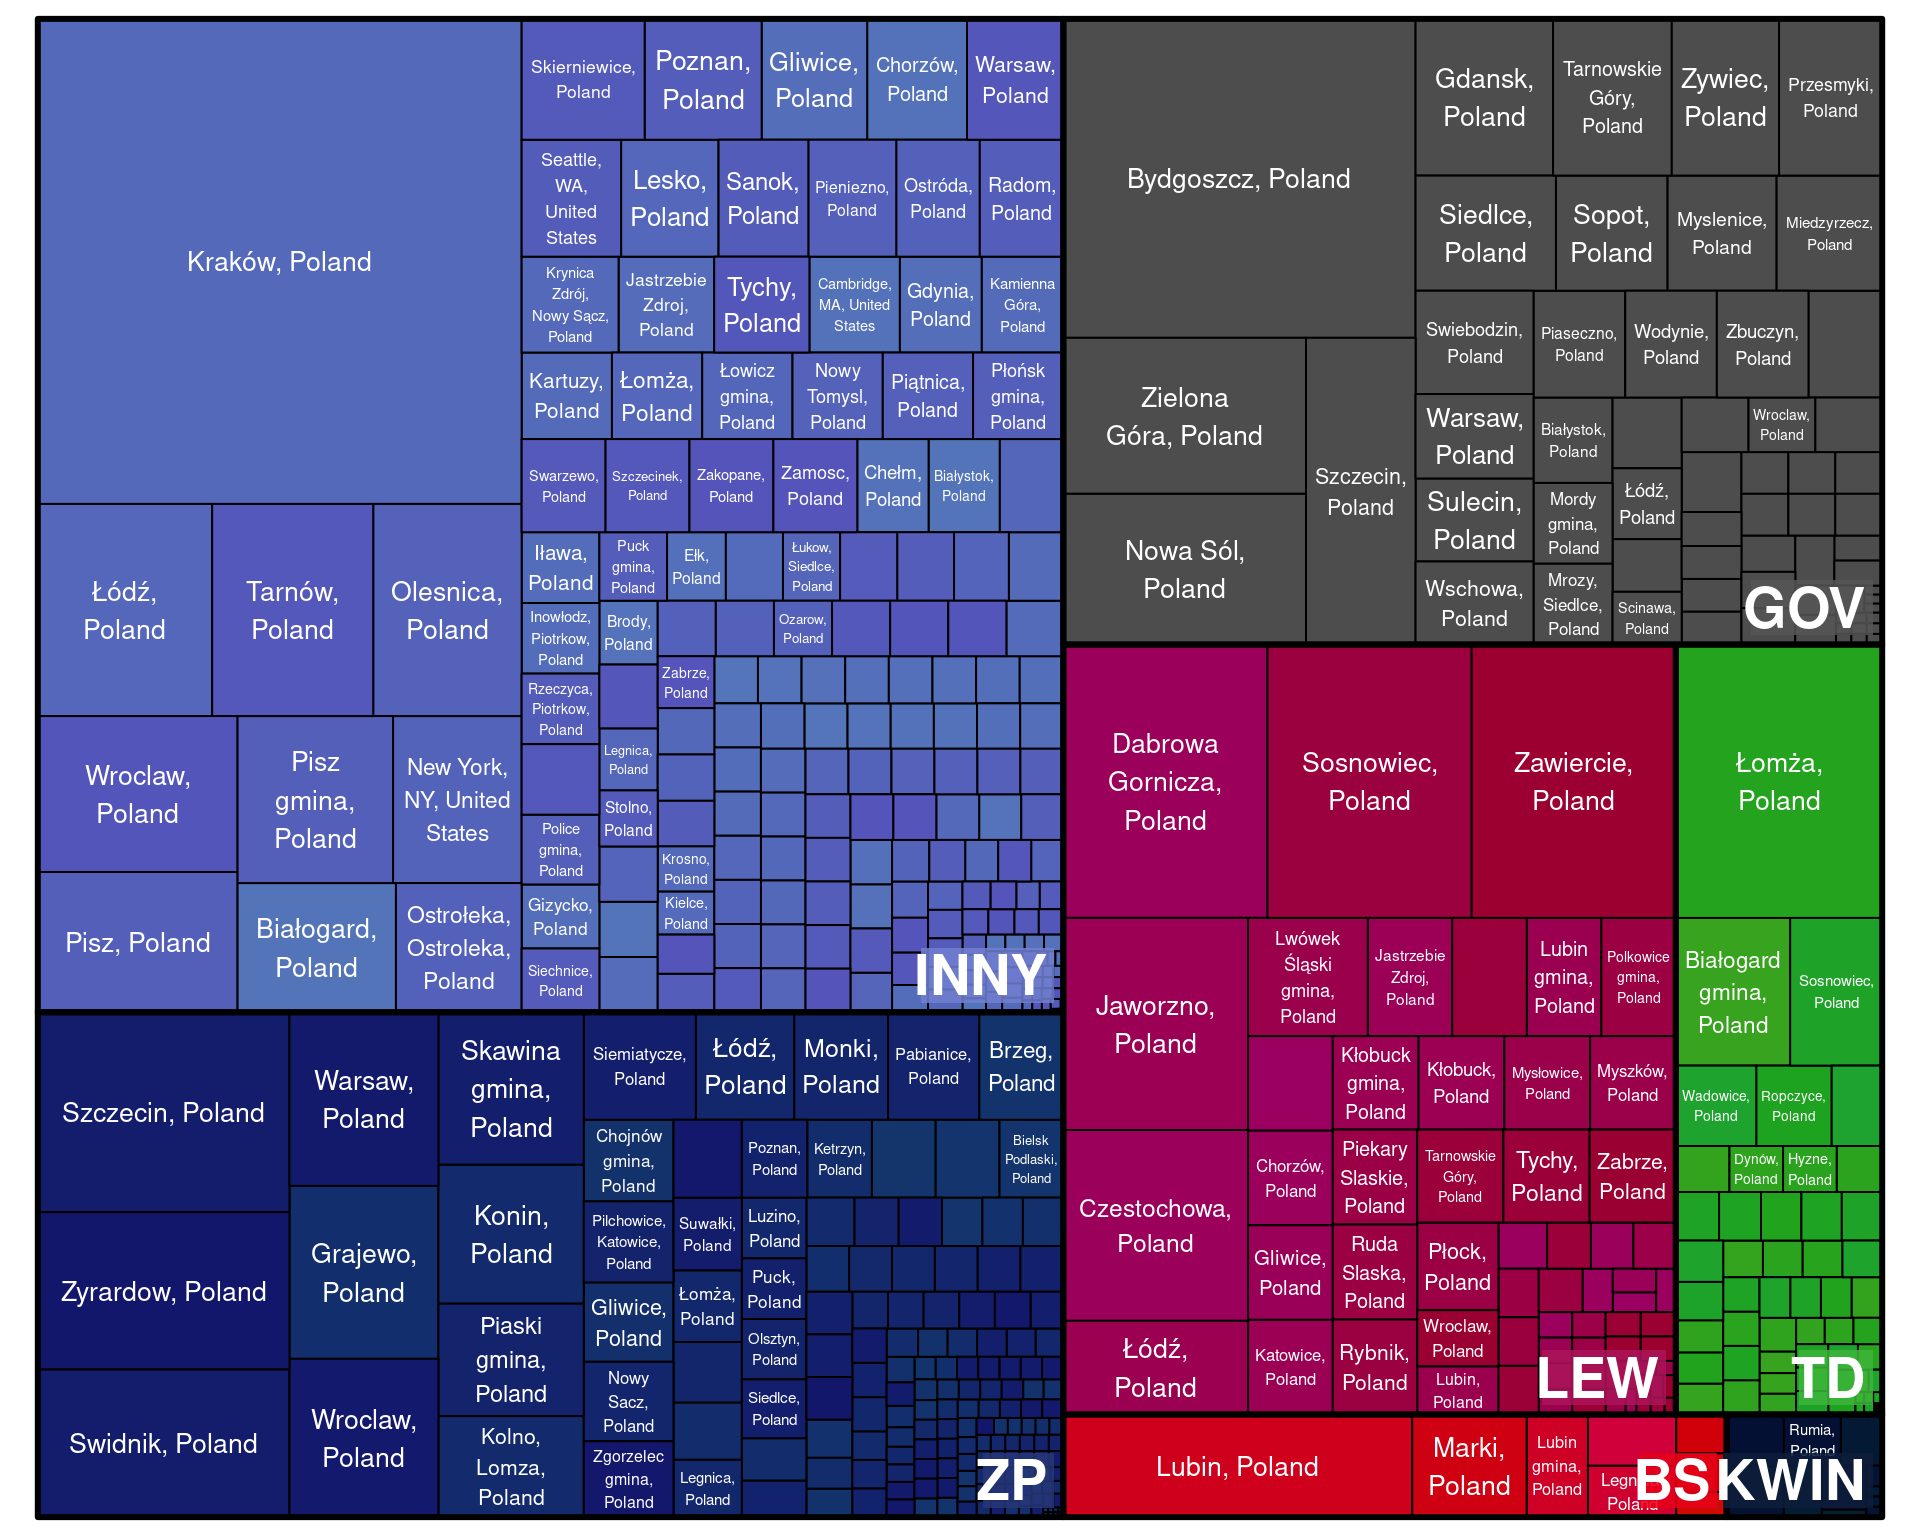 Kraków, Poland
Łódź,
Poland
Tarnów,
Poland
Olesnica,
Poland
Wroclaw,
Poland
Pisz
gmina,
Poland
New York,
NY, United
States
Pisz, Poland
Białogard,
Poland
Ostrołeka,
Ostroleka,
Poland
Skierniewice,
Poland
Poznan,
Poland
Gliwice,
Poland
Chorzów,
Poland
Warsaw,
Poland
Seattle,
WA,
United
States
Lesko,
Poland
Sanok,
Poland
Pieniezno,
Poland
Ostróda,
Poland
Radom,
Poland
Krynica
Zdrój,
Nowy Sącz,
Poland
Jastrzebie
Zdroj,
Poland
Tychy,
Poland
Cambridge,
MA, United
States
Gdynia,
Poland
Kamienna
Góra,
Poland
Kartuzy,
Poland
Łomża,
Poland
Łowicz
gmina,
Poland
Nowy
Tomysl,
Poland
Piątnica,
Poland
Płońsk
gmina,
Poland
Swarzewo,
Poland
Szczecinek,
Poland
Zakopane,
Poland
Zamosc,
Poland
Chełm,
Poland
Białystok,
Poland
Iława,
Poland
Puck
gmina,
Poland
Ełk,
Poland
Łukow,
Siedlce,
Poland
Inowłodz,
Piotrkow,
Poland
Brody,
Poland
Ozarow,
Poland
Rzeczyca,
Piotrkow,
Poland
Zabrze,
Poland
Legnica,
Poland
Stolno,
Poland
Police
gmina,
Poland
Krosno,
Poland
Gizycko,
Poland
Kielce,
Poland
Siechnice,
Poland
INNY
Bydgoszcz, Poland
Zielona
Góra, Poland
Nowa Sól,
Poland
Szczecin,
Poland
Gdansk,
Poland
Tarnowskie
Góry,
Poland
Zywiec,
Poland
Przesmyki,
Poland
Siedlce,
Poland
Sopot,
Poland
Myslenice,
Poland
Miedzyrzecz,
Poland
Swiebodzin,
Poland
Piaseczno,
Poland
Wodynie,
Poland
Zbuczyn,
Poland
Warsaw,
Poland
Białystok,
Poland
Wroclaw,
Poland
Sulecin,
Poland
Mordy
gmina,
Poland
Łódź,
Poland
Wschowa,
Poland
Mrozy,
Siedlce,
Poland
Scinawa,
Poland
GOV
Szczecin, Poland
Zyrardow, Poland
Swidnik, Poland
Warsaw,
Poland
Grajewo,
Poland
Wroclaw,
Poland
Skawina
gmina,
Poland
Konin,
Poland
Piaski
gmina,
Poland
Kolno,
Lomza,
Poland
Siemiatycze,
Poland
Łódź,
Poland
Monki,
Poland
Pabianice,
Poland
Brzeg,
Poland
Chojnów
gmina,
Poland
Poznan,
Poland
Ketrzyn,
Poland
Bielsk
Podlaski,
Poland
Pilchowice,
Katowice,
Poland
Suwałki,
Poland
Luzino,
Poland
Gliwice,
Poland
Łomża,
Poland
Puck,
Poland
Olsztyn,
Poland
Nowy
Sacz,
Poland
Siedlce,
Poland
Zgorzelec
gmina,
Poland
Legnica,
Poland
ZP
Dabrowa
Gornicza,
Poland
Sosnowiec,
Poland
Zawiercie,
Poland
Jaworzno,
Poland
Czestochowa,
Poland
Łódź,
Poland
Lwówek
Śląski
gmina,
Poland
Jastrzebie
Zdroj,
Poland
Lubin
gmina,
Poland
Polkowice
gmina,
Poland
Kłobuck
gmina,
Poland
Kłobuck,
Poland
Mysłowice,
Poland
Myszków,
Poland
Chorzów,
Poland
Piekary
Slaskie,
Poland
Tarnowskie
Góry,
Poland
Tychy,
Poland
Zabrze,
Poland
Gliwice,
Poland
Ruda
Slaska,
Poland
Płock,
Poland
Katowice,
Poland
Rybnik,
Poland
Wroclaw,
Poland
Lubin,
Poland
LEW
Łomża,
Poland
Białogard
gmina,
Poland
Sosnowiec,
Poland
Wadowice,
Poland
Ropczyce,
Poland
Dynów,
Poland
Hyzne,
Poland
TD
Lubin, Poland
Marki,
Poland
Lubin
gmina,
Poland
BS
Rumia,
Poland
KWIN